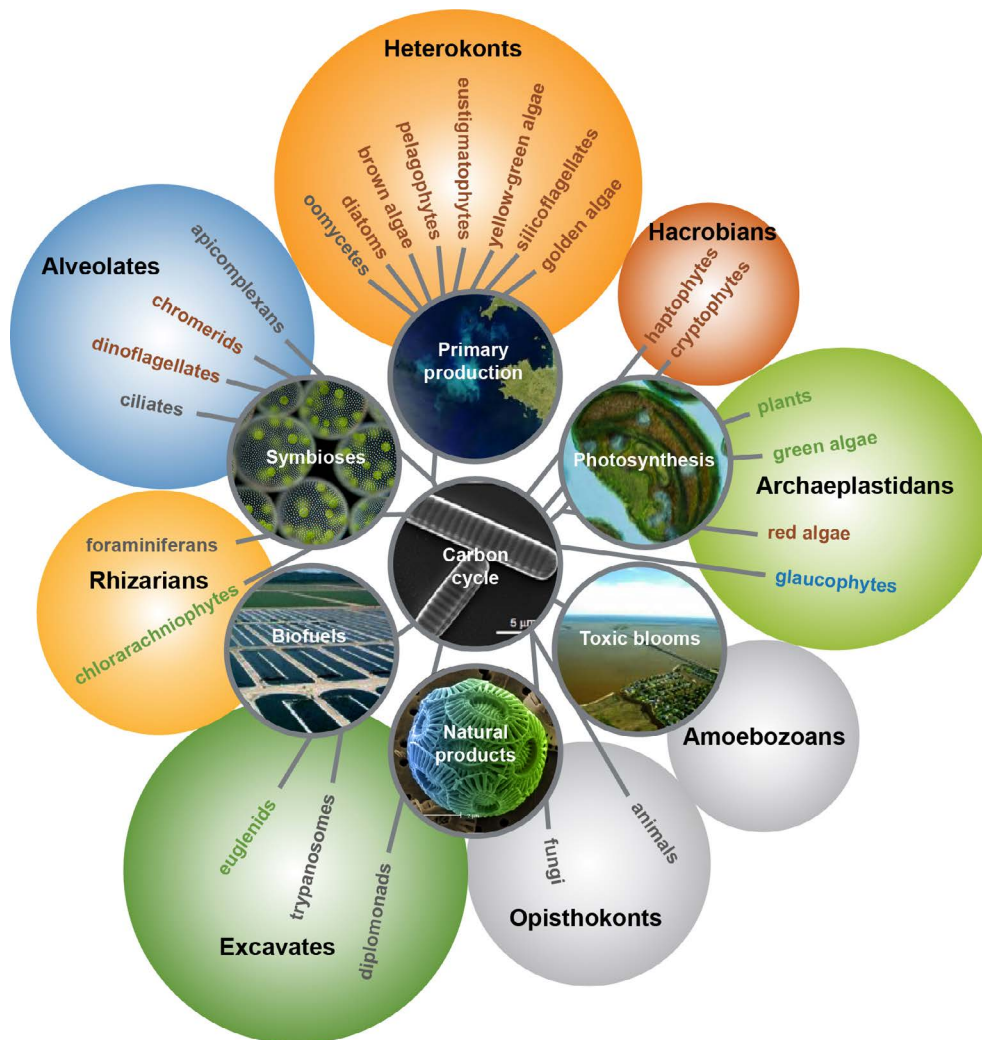 Heterokonts
oomycetes
diatoms
brown algae
pelagophytes
eustigmatophytes
yellow-green algae
silicoflagellates
golden algae
Hacrobians
haptophytes
cryptophytes
Alveolates
apicomplexans
chromerids
dinoflagellates
ciliates
Primary
production
Symbioses
Photosynthesis
plants
green algae
Archaeplastidans
red algae
glaucophytes
foraminiferans
Rhizarians
chlorarachniophytes
Carbon
cycle
5 μm
Biofuels
Toxic blooms
Natural
products
Amoebozoans
euglenids
trypanosomes
diplomonads
Excavates
fungi
animals
Opisthokonts